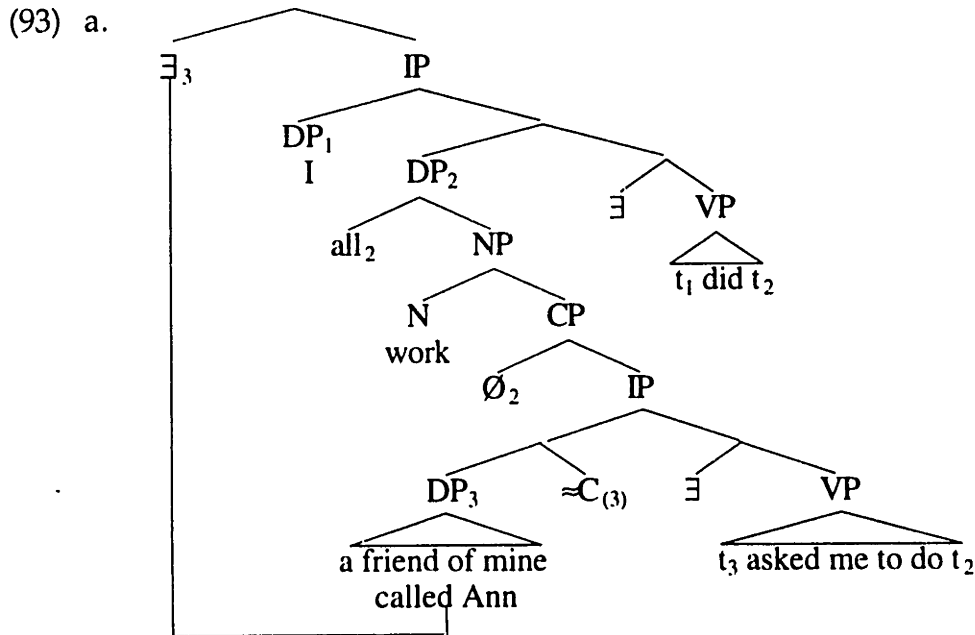 (93) a.
∃₃ IP
DP₁
I DP₂ ∃ VP
all₂ NP t₁ did t₂
N CP
work
Ø₂ IP
DP₃ ≈C₍₃₎ ∃ VP
a friend of mine t₃ asked me to do t₂
called Ann